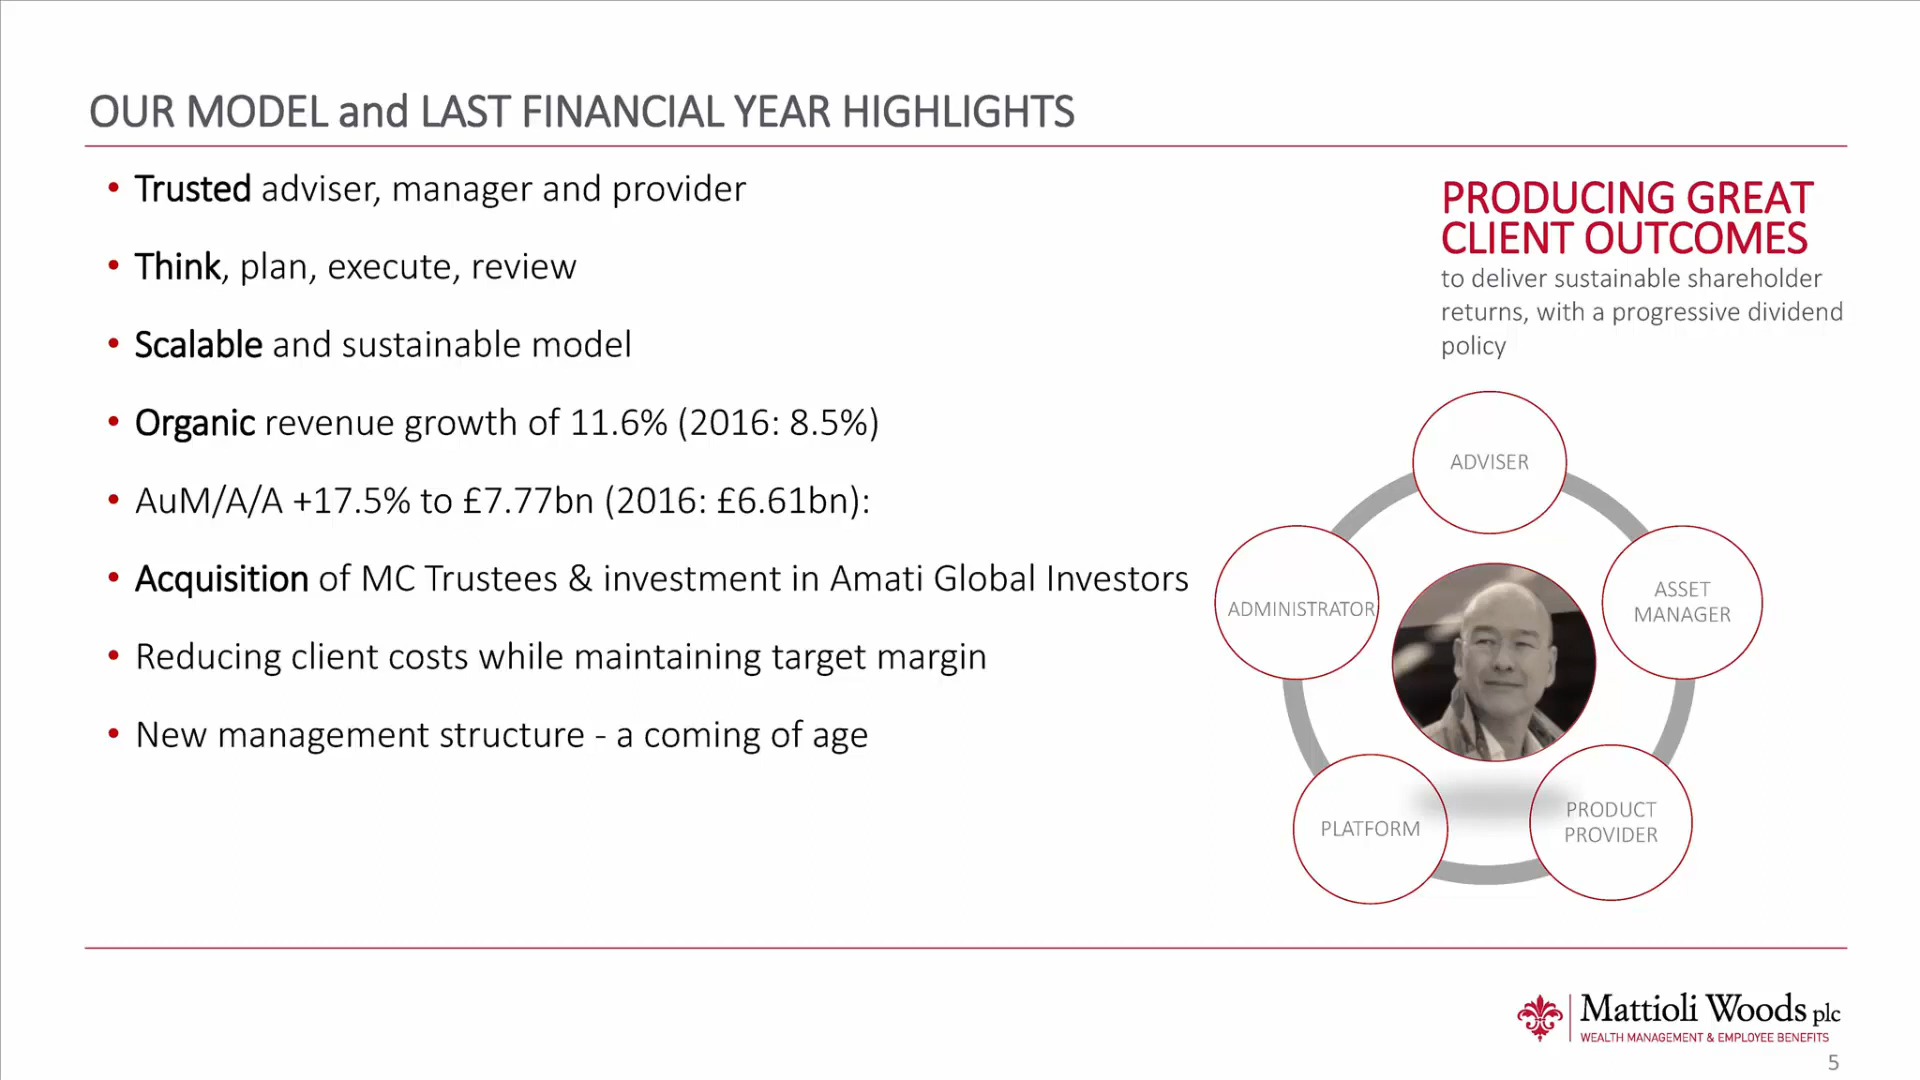 OUR MODEL and LAST FINANCIAL YEAR HIGHLIGHTS
• Trusted adviser, manager and provider
• Think, plan, execute, review
• Scalable and sustainable model
• Organic revenue growth of 11.6% (2016: 8.5%)
• AuM/A/A +17.5% to £7.77bn (2016: £6.61bn):
• Acquisition of MC Trustees & investment in Amati Global Investors
• Reducing client costs while maintaining target margin
• New management structure - a coming of age
PRODUCING GREAT
CLIENT OUTCOMES
to deliver sustainable shareholder
returns, with a progressive dividend
policy
ADVISER
ASSET
MANAGER
PRODUCT
PROVIDER
PLATFORM
ADMINISTRATOR
Mattioli Woods plc
WEALTH MANAGEMENT & EMPLOYEE BENEFITS
5